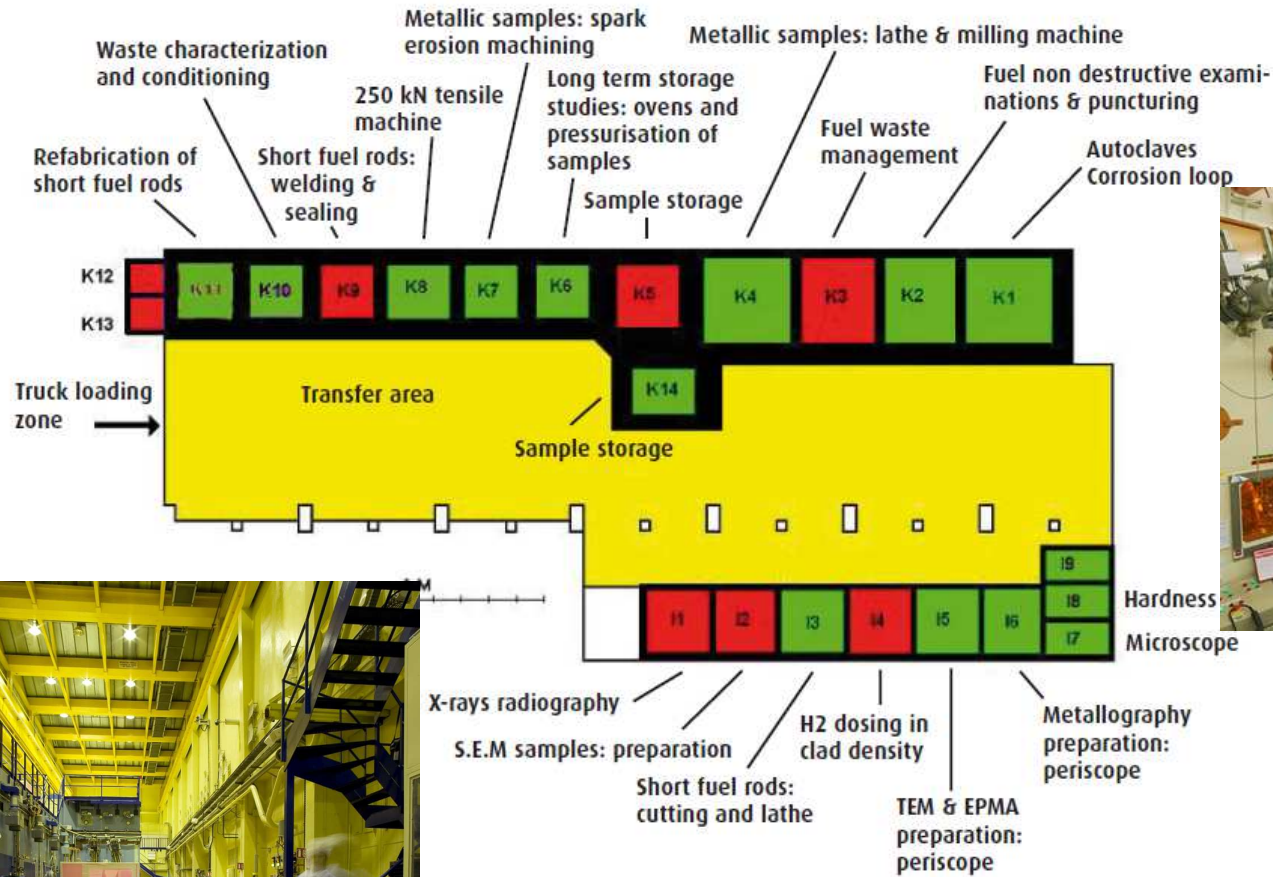 Metallic samples: spark
erosion machining
Metallic samples: lathe & milling machine
Waste characterization
and conditioning
Fuel non destructive exami-
nations & puncturing
Long term storage
studies: ovens and
pressurisation of
samples
250 kN tensile
machine
Fuel waste
management
Autoclaves
Corrosion loop
Refabrication of
short fuel rods
Short fuel rods:
welding &
sealing
Sample storage
K12
K13
K11
K10
K9
K8
K7
K6
K5
K4
K3
K2
K1
Truck loading
zone
Transfer area
K14
Sample storage
M
I9
I8
I7
Hardness
Microscope
I1
I2
I3
I4
I5
I6
X-rays radiography
S.E.M samples: preparation
Short fuel rods:
cutting and lathe
H2 dosing in
clad density
TEM & EPMA
preparation:
periscope
Metallography
preparation:
periscope